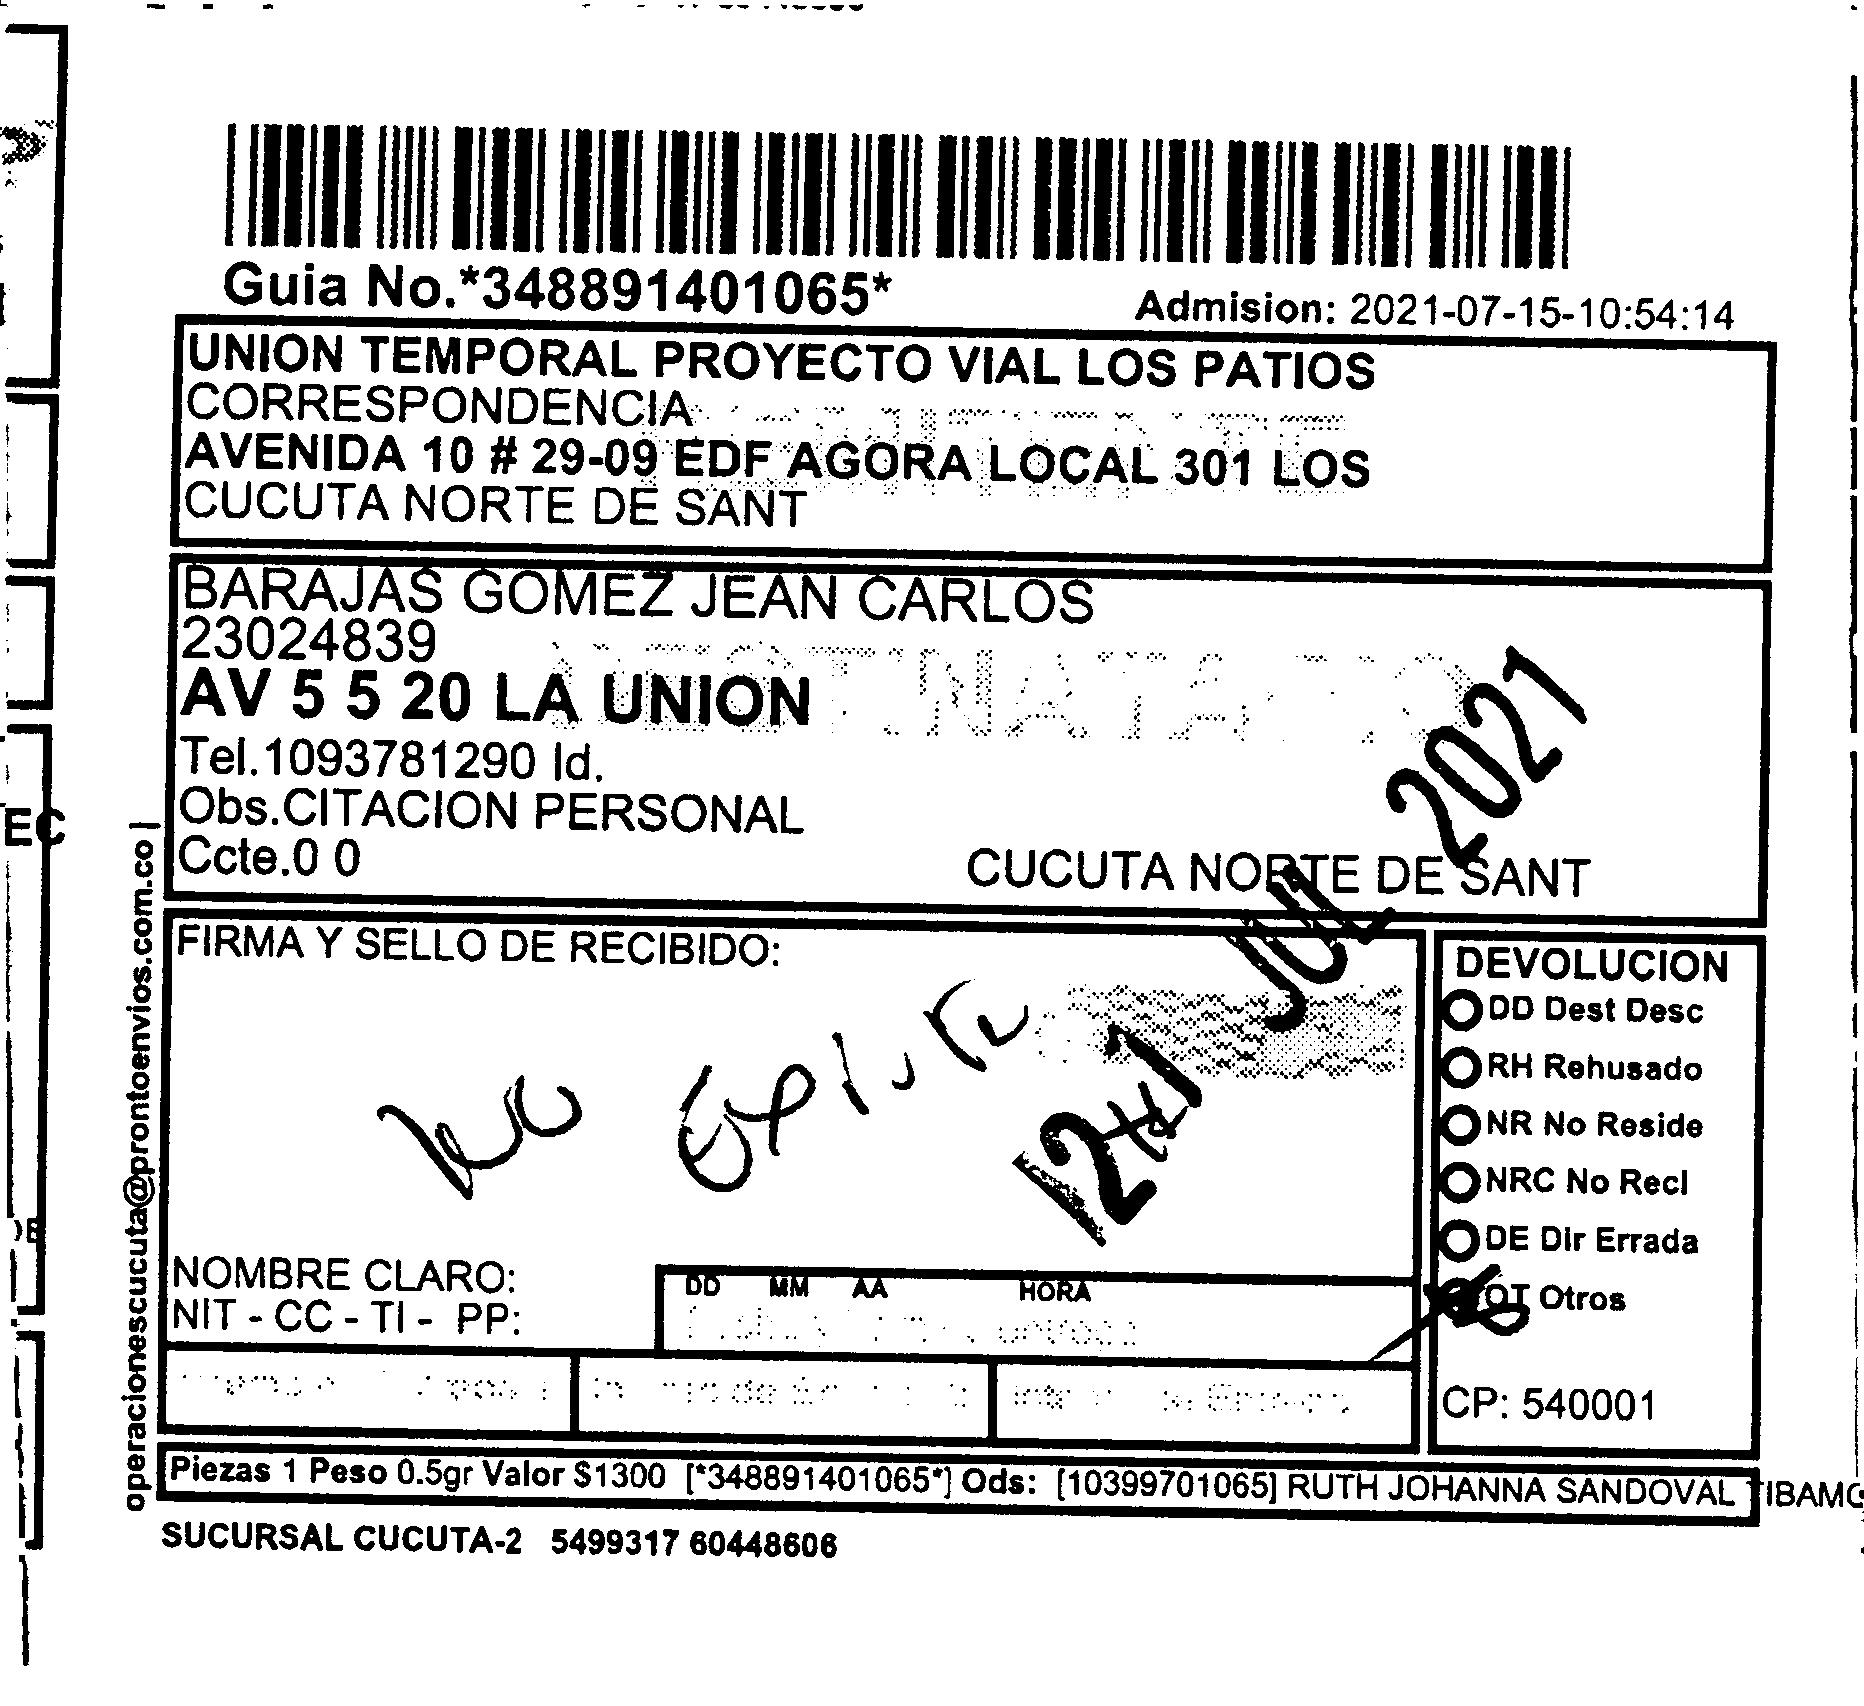 Guia No.*348891401065*
Admision: 2021-07-15-10:54:14
UNION TEMPORAL PROYECTO VIAL LOS PATIOS
CORRESPONDENCIA
AVENIDA 10 # 29-09 EDF AGORA LOCAL 301 LOS
CUCUTA NORTE DE SANT
BARAJAS GOMEZ JEAN CARLOS
23024839
DESTINATARIO
AV 5 5 20 LA UNION
Tel.1093781290 Id.
Obs.CITACION PERSONAL
Ccte.0 0
CUCUTA NORTE DE SANT
JUL 2021
FIRMA Y SELLO DE RECIBIDO:
NOMBRE CLARO:
NIT - CC - TI - PP:
DD MM AA HORA
DEVOLUCION
DD Dest Desc
RH Rehusado
NR No Reside
NRC No Recl
DE Dir Errada
OT Otros
CP: 540001
Piezas 1 Peso 0.5gr Valor $1300 [*348891401065*] Ods: [10399701065] RUTH JOHANNA SANDOVAL TIBAMO
SUCURSAL CUCUTA-2 5499317 60448606
operacionescucuta@prontoenvios.com.co |
EC